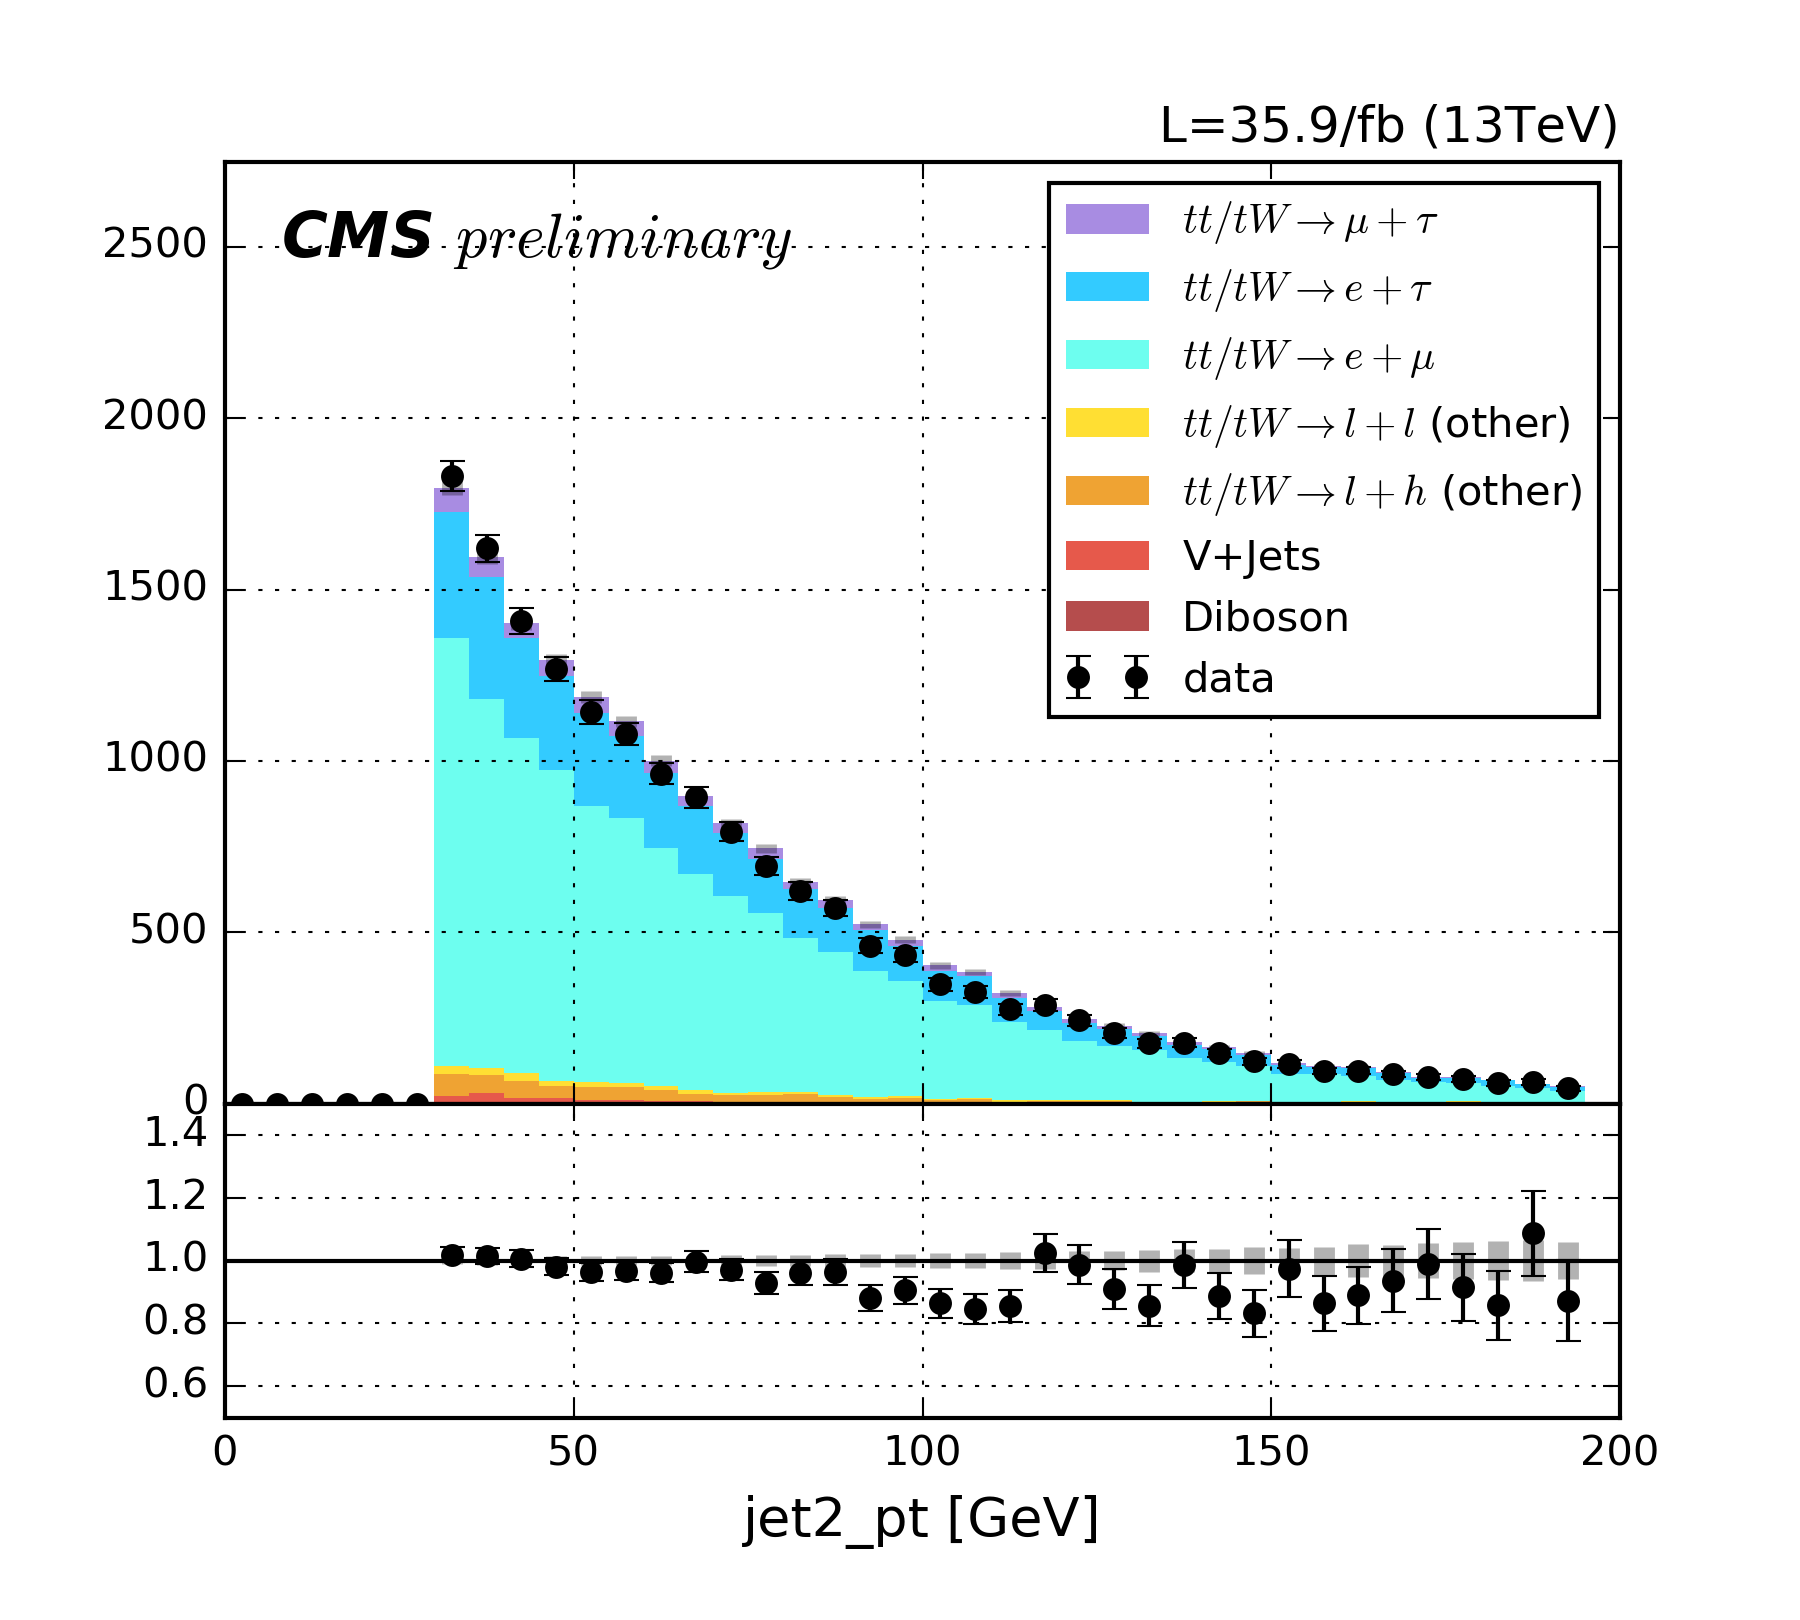 L=35.9/fb (13TeV)
CMS preliminary
tt/tW → μ + τ
tt/tW → e + τ
tt/tW → e + μ
tt/tW → l + l (other)
tt/tW → l + h (other)
V+Jets
Diboson
data
2500
2000
1500
1000
500
0
1.4
1.2
1.0
0.8
0.6
0 50 100 150 200
jet2_pt [GeV]